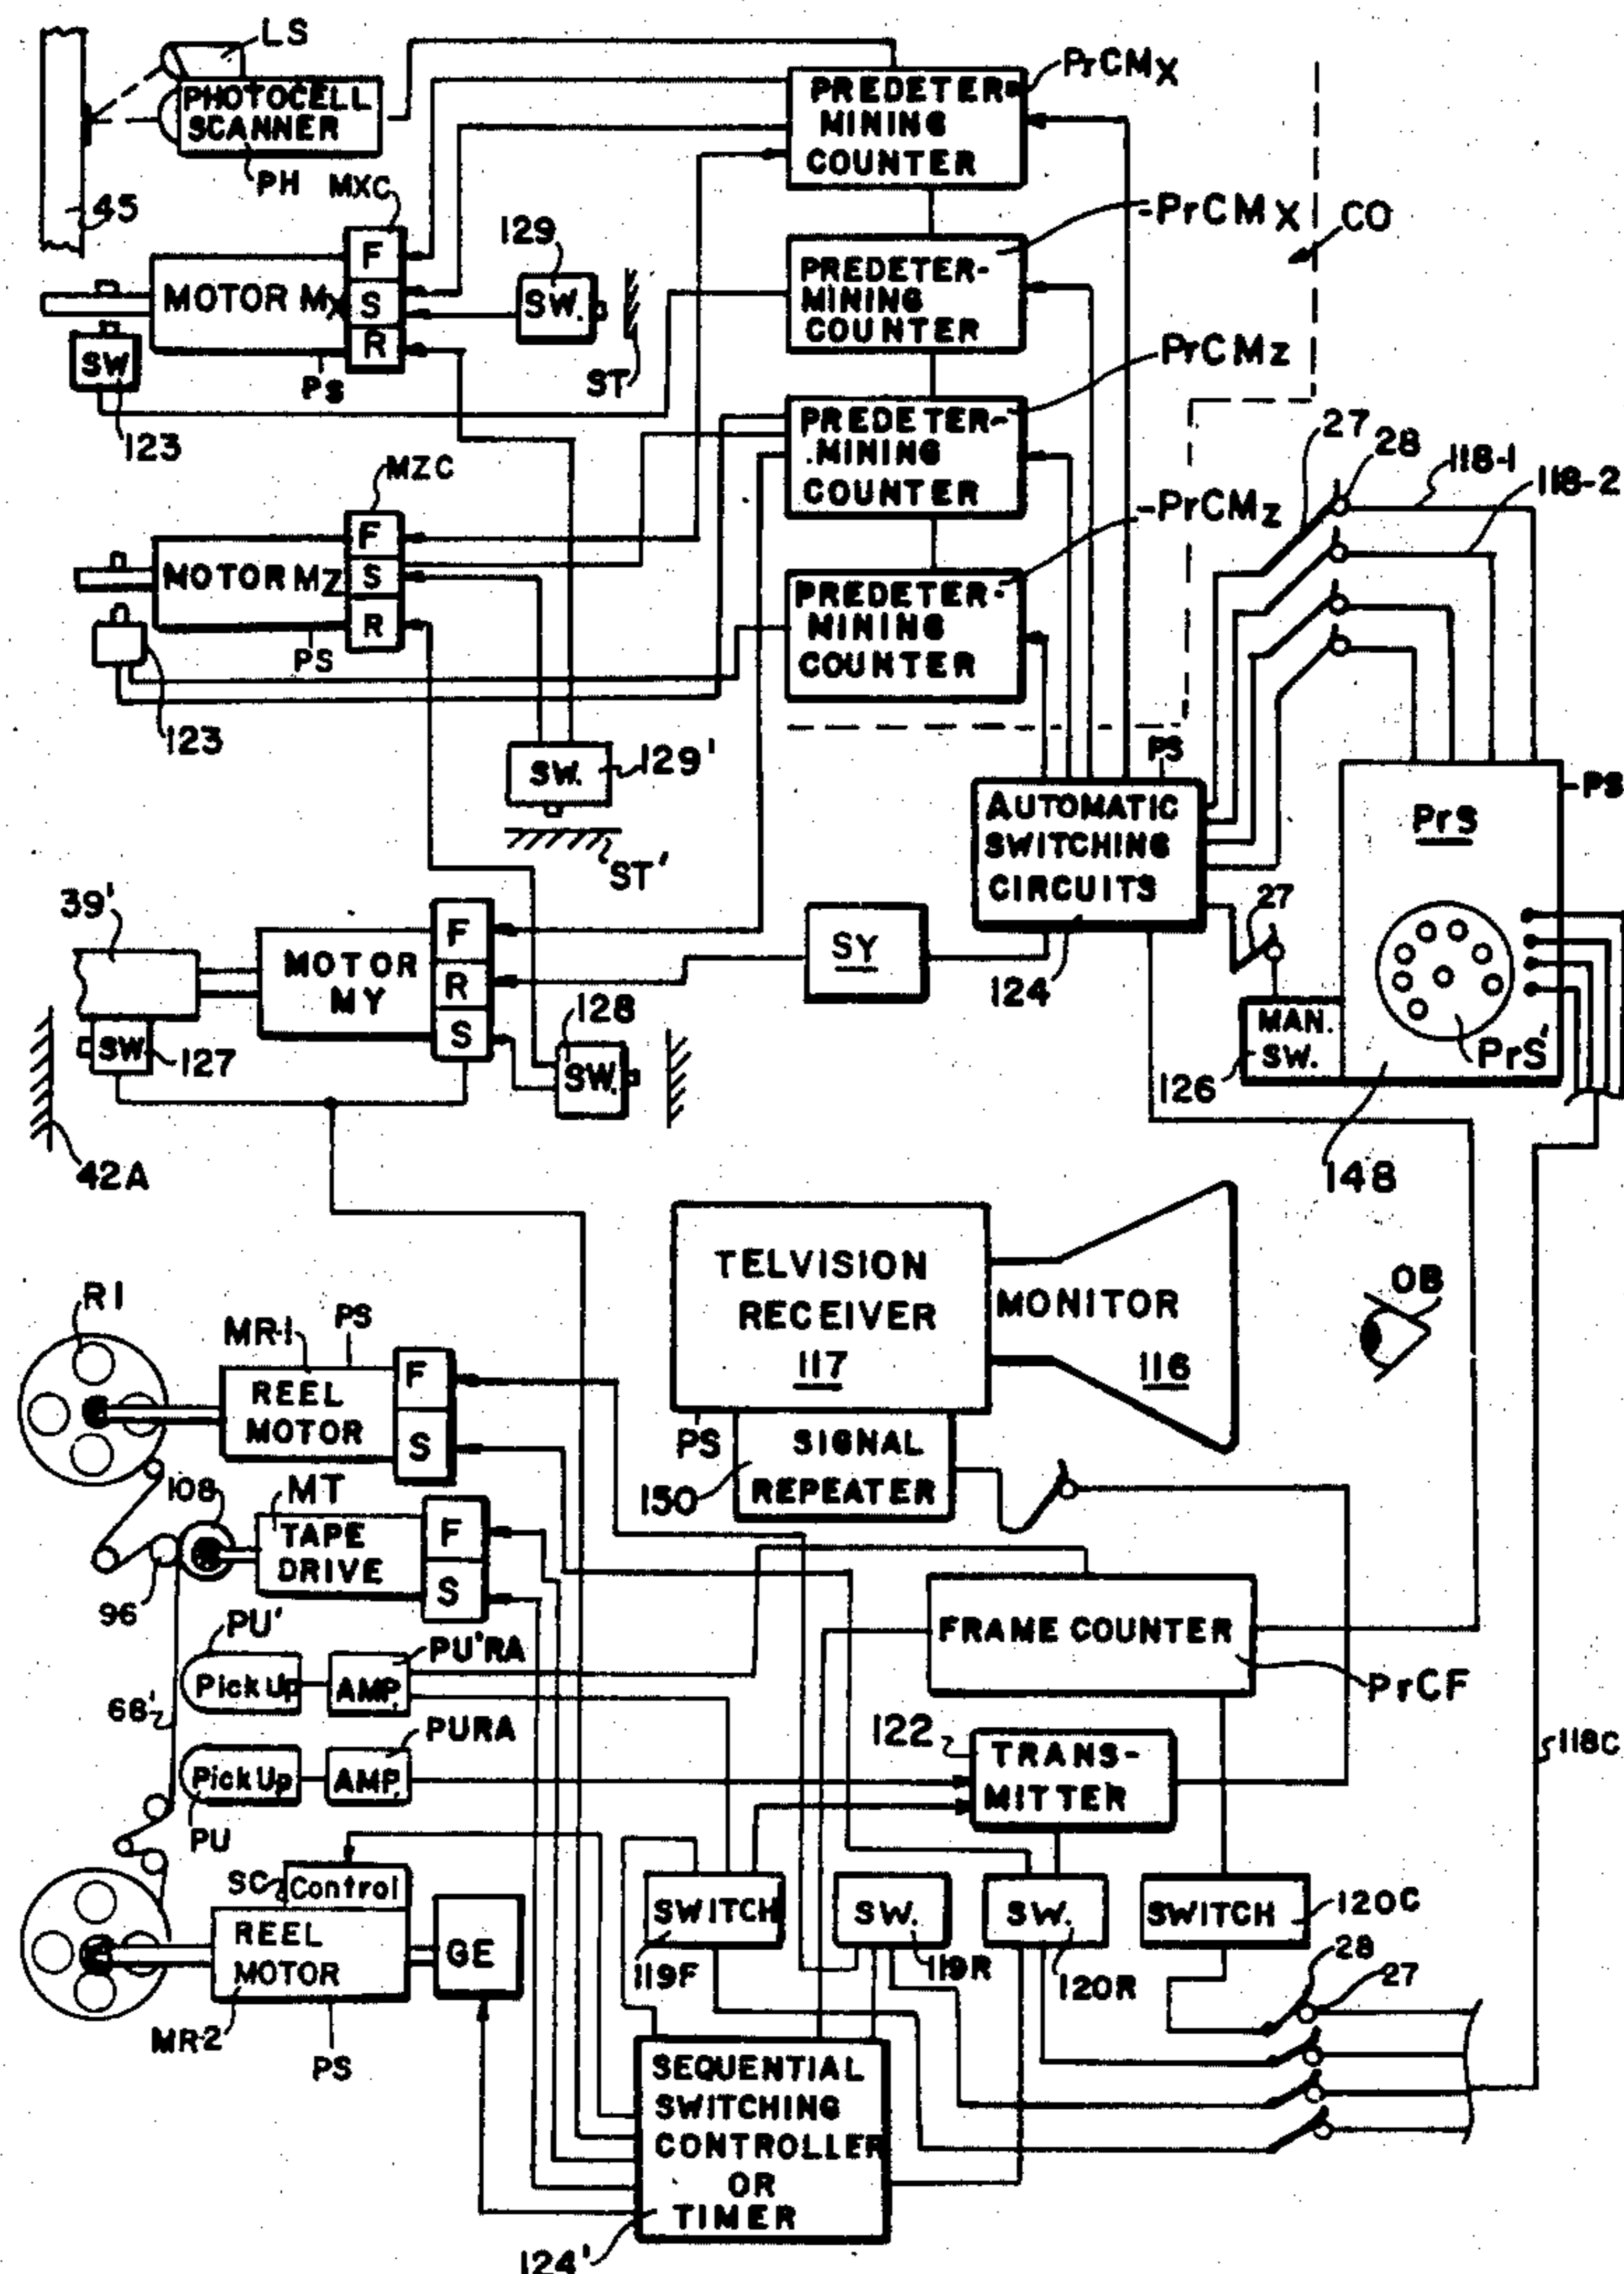 LS
PHOTOCELL
SCANNER
PH
MXC
45
PREDETER-
MINING
COUNTER
PrCMX
-PrCMX
CO
129
F
S
R
MOTOR MX
SW.
ST
SW
PS
123
PREDETER-
MINING
COUNTER
PrCMZ
PREDETER-
MINING
COUNTER
MZC
F
S
R
MOTOR MZ
PS
123
-PrCMZ
PREDETER-
MINING
COUNTER
27
28
118-1
118-2
SW.
129'
ST'
PS
AUTOMATIC
SWITCHING
CIRCUITS
124
PrS
PS
39'
MOTOR
MY
F
R
S
SY
27
MAN.
SW.
126
PrS'
148
SW.
127
128
SW.
42A
TELVISION
RECEIVER
117
MONITOR
116
OB
R1
MR-1
PS
REEL
MOTOR
F
S
PS
SIGNAL
REPEATER
150
108
MT
TAPE
DRIVE
F
S
96
PU'
PU'RA
PickUp
AMP.
FRAME COUNTER
PrCF
68'
PURA
PickUp
AMP.
PU
122
TRANS-
MITTER
118C
SC
Control
REEL
MOTOR
GE
MR-2
PS
SWITCH
119F
SW.
119R
SW.
120R
SWITCH
120C
28
27
SEQUENTIAL
SWITCHING
CONTROLLER
OR
TIMER
124'